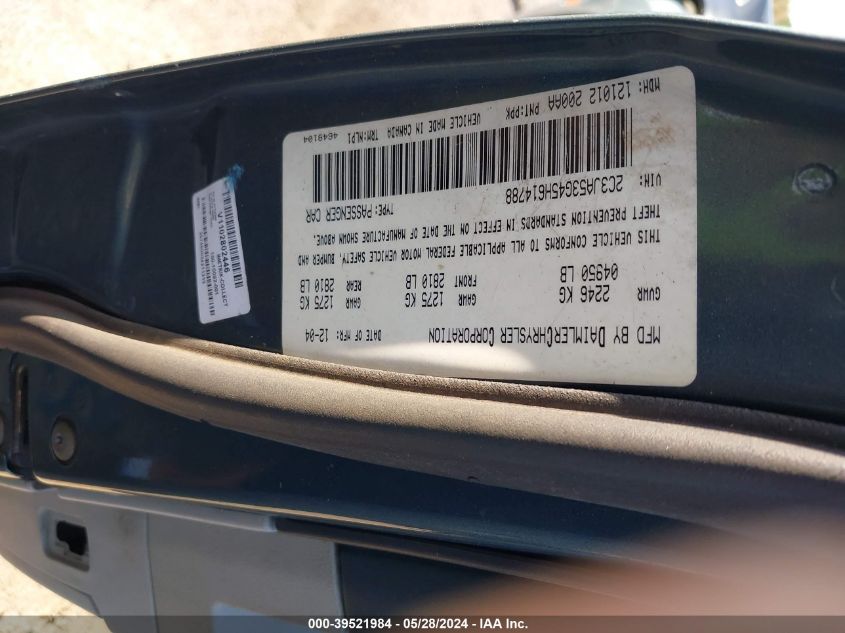 MFD BY DAIMLERCHRYSLER CORPORATION
DATE OF MFR: 12-04
GVWR
2246 KG
04950 LB
GAWR FRONT
1275 KG
2810 LB
GAWR REAR
1275 KG
2810 LB
THIS VEHICLE CONFORMS TO ALL APPLICABLE FEDERAL MOTOR VEHICLE SAFETY, BUMPER AND
THEFT PREVENTION STANDARDS IN EFFECT ON THE DATE OF MANUFACTURE SHOWN ABOVE.
VIN: 2C3JA53G45H614788
TYPE: PASSENGER CAR
MDH: 121012 200AA PNT:PPK VEHICLE MADE IN CANADA TRM:NLP1 4649104
V1102802446
000-39521984 / 05/28/2024 - IAA Inc.